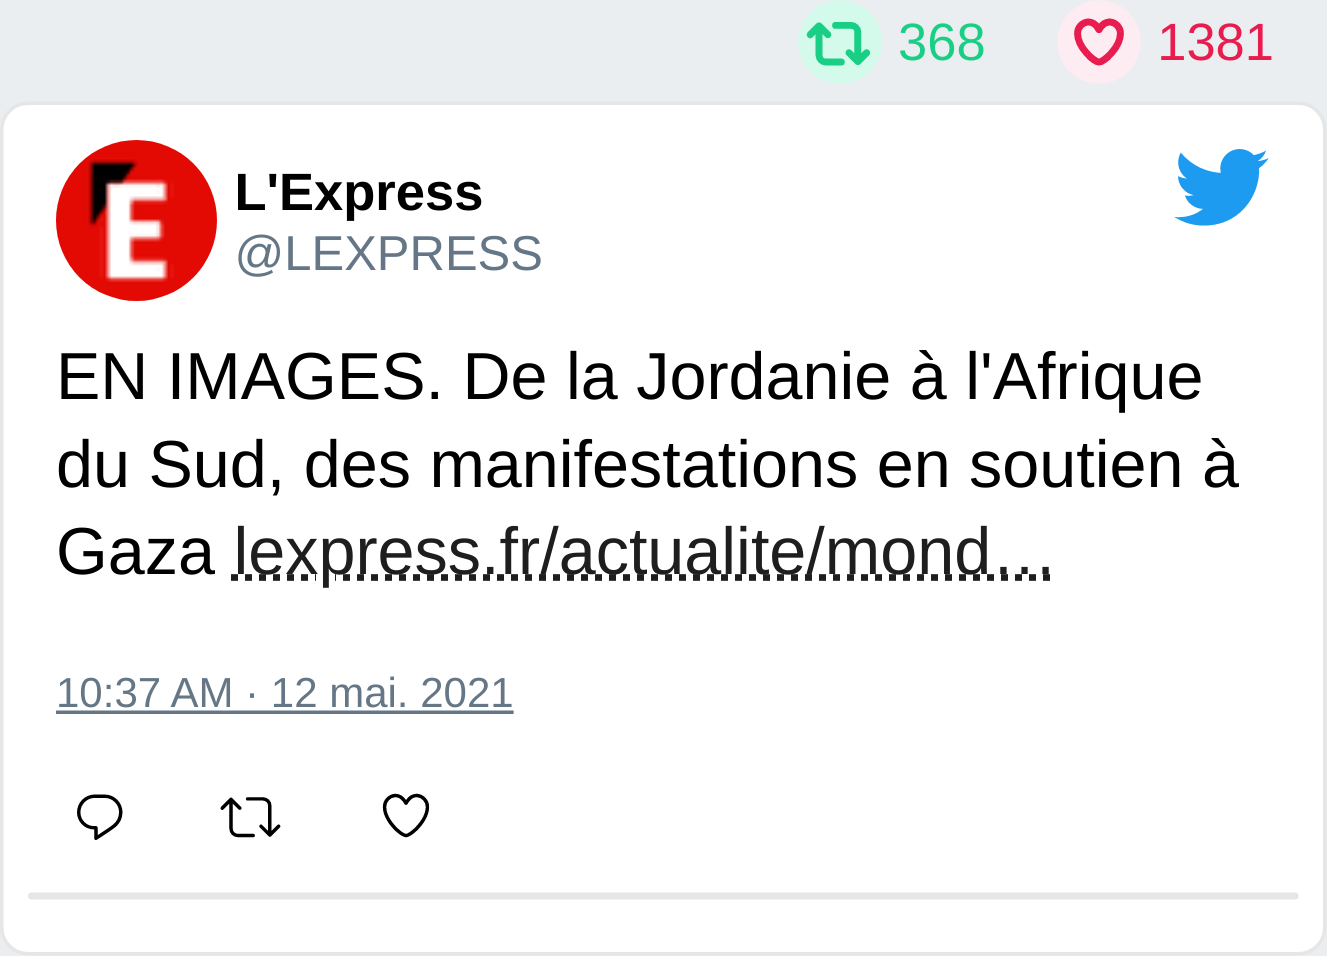 368 1381
L'Express
@LEXPRESS
EN IMAGES. De la Jordanie à l'Afrique
du Sud, des manifestations en soutien à
Gaza lexpress.fr/actualite/mond…
10:37 AM · 12 mai. 2021